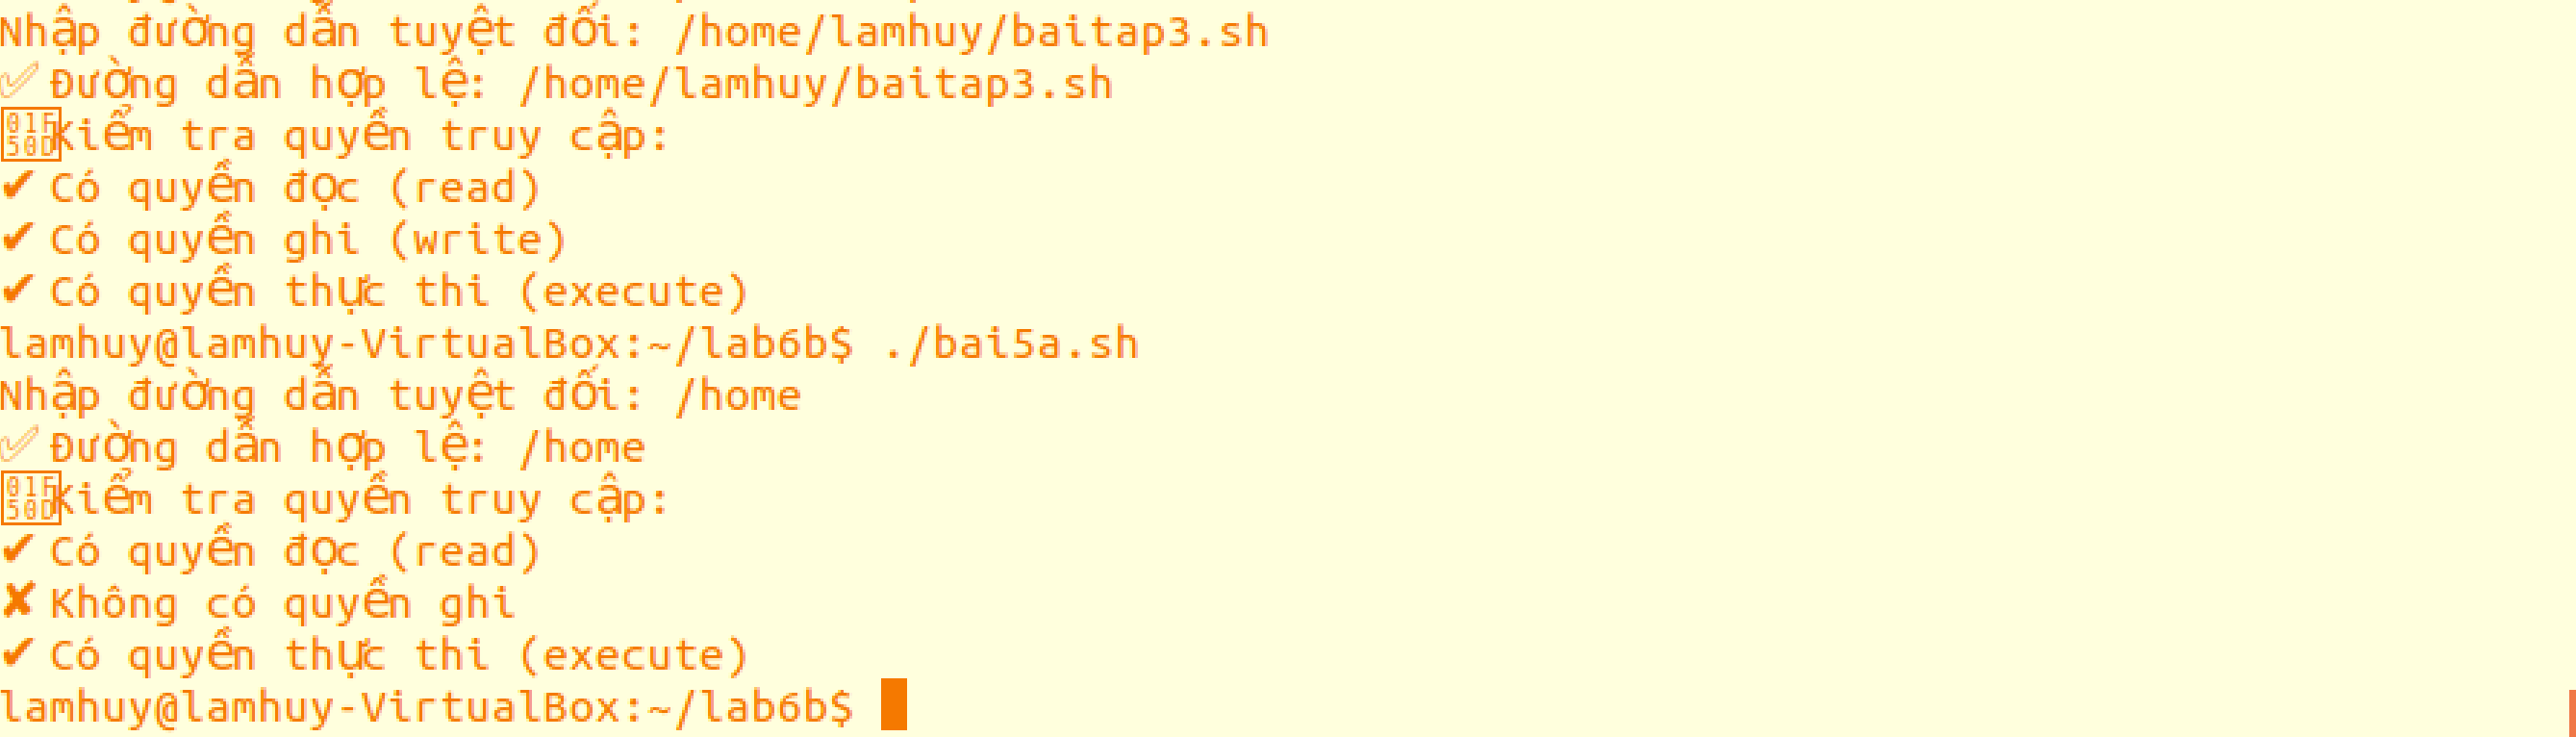 Nhập đường dẫn tuyệt đối: /home/lamhuy/baitap3.sh
✅ Đường dẫn hợp lệ: /home/lamhuy/baitap3.sh
01F50D Kiểm tra quyền truy cập:
✔ Có quyền đọc (read)
✔ Có quyền ghi (write)
✔ Có quyền thực thi (execute)
lamhuy@lamhuy-VirtualBox:~/lab6b$ ./bai5a.sh
Nhập đường dẫn tuyệt đối: /home
✅ Đường dẫn hợp lệ: /home
01F50D Kiểm tra quyền truy cập:
✔ Có quyền đọc (read)
✘ Không có quyền ghi
✔ Có quyền thực thi (execute)
lamhuy@lamhuy-VirtualBox:~/lab6b$